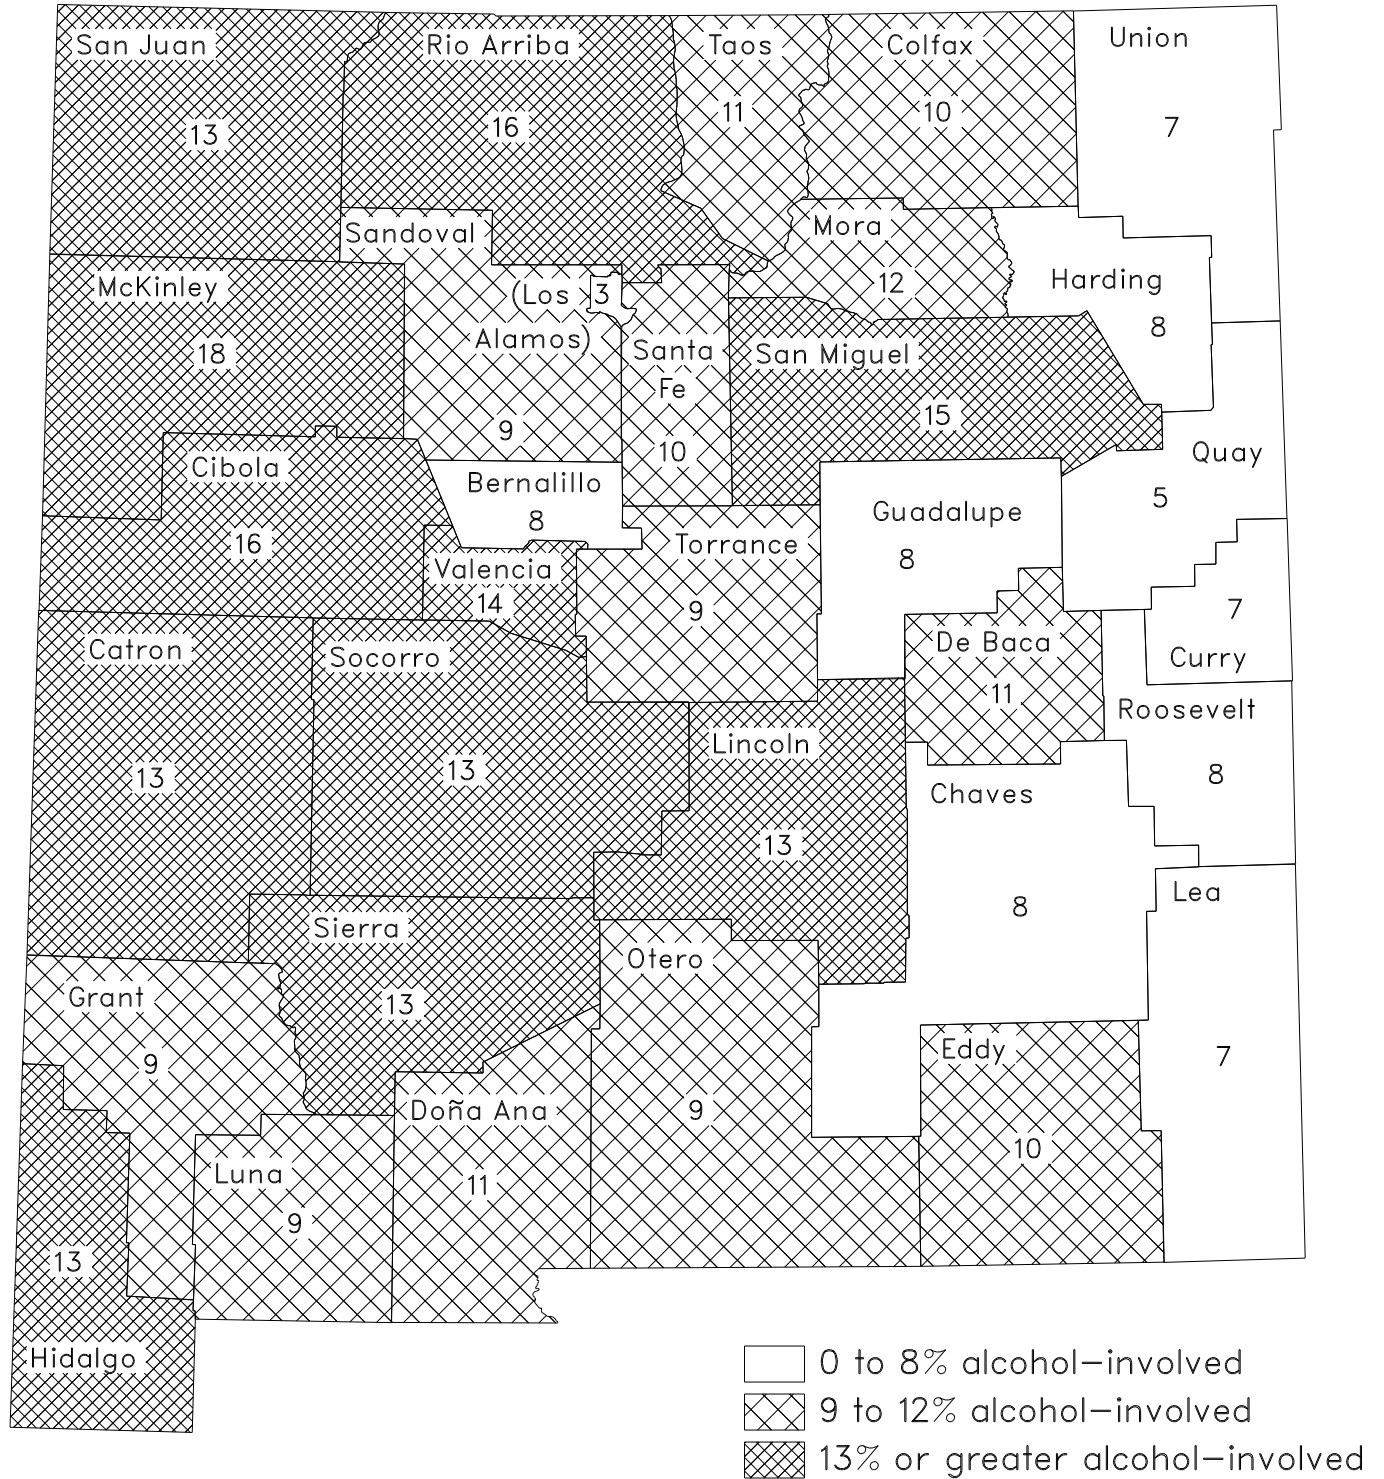 San Juan
13
Rio Arriba
16
Taos
11
Colfax
10
Union
7
Sandoval
9
(Los
Alamos)
3
Mora
12
Harding
8
McKinley
18
Santa
Fe
10
San Miguel
15
Quay
5
Cibola
16
Bernalillo
8
Guadalupe
8
Valencia
14
Torrance
9
De Baca
11
7
Curry
Catron
13
Socorro
13
Lincoln
13
Roosevelt
8
Chaves
8
Lea
7
Sierra
13
Otero
9
Grant
9
Eddy
10
Doña Ana
11
Luna
9
13
Hidalgo
0 to 8% alcohol-involved
9 to 12% alcohol-involved
13% or greater alcohol-involved